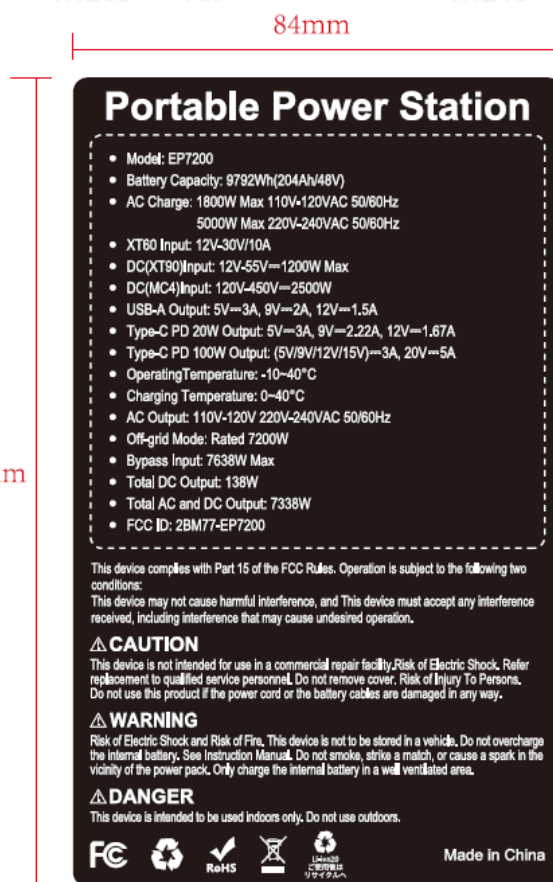 84mm
m
Portable Power Station
• Model: EP7200
• Battery Capacity: 9792Wh(204Ah/48V)
• AC Charge: 1800W Max 110V-120VAC 50/60Hz
5000W Max 220V-240VAC 50/60Hz
• XT60 Input: 12V-30V/10A
• DC(XT90)Input: 12V-55V⎓1200W Max
• DC(MC4)Input: 120V-450V⎓2500W
• USB-A Output: 5V⎓3A, 9V⎓2A, 12V⎓1.5A
• Type-C PD 20W Output: 5V⎓3A, 9V⎓2.22A, 12V⎓1.67A
• Type-C PD 100W Output: (5V/9V/12V/15V)⎓3A, 20V⎓5A
• OperatingTemperature: -10~40°C
• Charging Temperature: 0~40°C
• AC Output: 110V-120V 220V-240VAC 50/60Hz
• Off-grid Mode: Rated 7200W
• Bypass Input: 7638W Max
• Total DC Output: 138W
• Total AC and DC Output: 7338W
• FCC ID: 2BM77-EP7200
This device complies with Part 15 of the FCC Rules. Operation is subject to the following two
conditions:
This device may not cause harmful interference, and This device must accept any interference
received, including interference that may cause undesired operation.
⚠CAUTION
This device is not intended for use in a commercial repair facility.Risk of Electric Shock. Refer
replacement to qualified service personnel. Do not remove cover. Risk of Injury To Persons.
Do not use this product if the power cord or the battery cables are damaged in any way.
⚠WARNING
Risk of Electric Shock and Risk of Fire. This device is not to be stored in a vehicle. Do not overcharge
the internal battery. See Instruction Manual. Do not smoke, strike a match, or cause a spark in the
vicinity of the power pack. Only charge the internal battery in a well ventilated area.
⚠DANGER
This device is intended to be used indoors only. Do not use outdoors.
FC
RoHS
Li-ion20
ご使用後は
リサイクルへ
Made in China